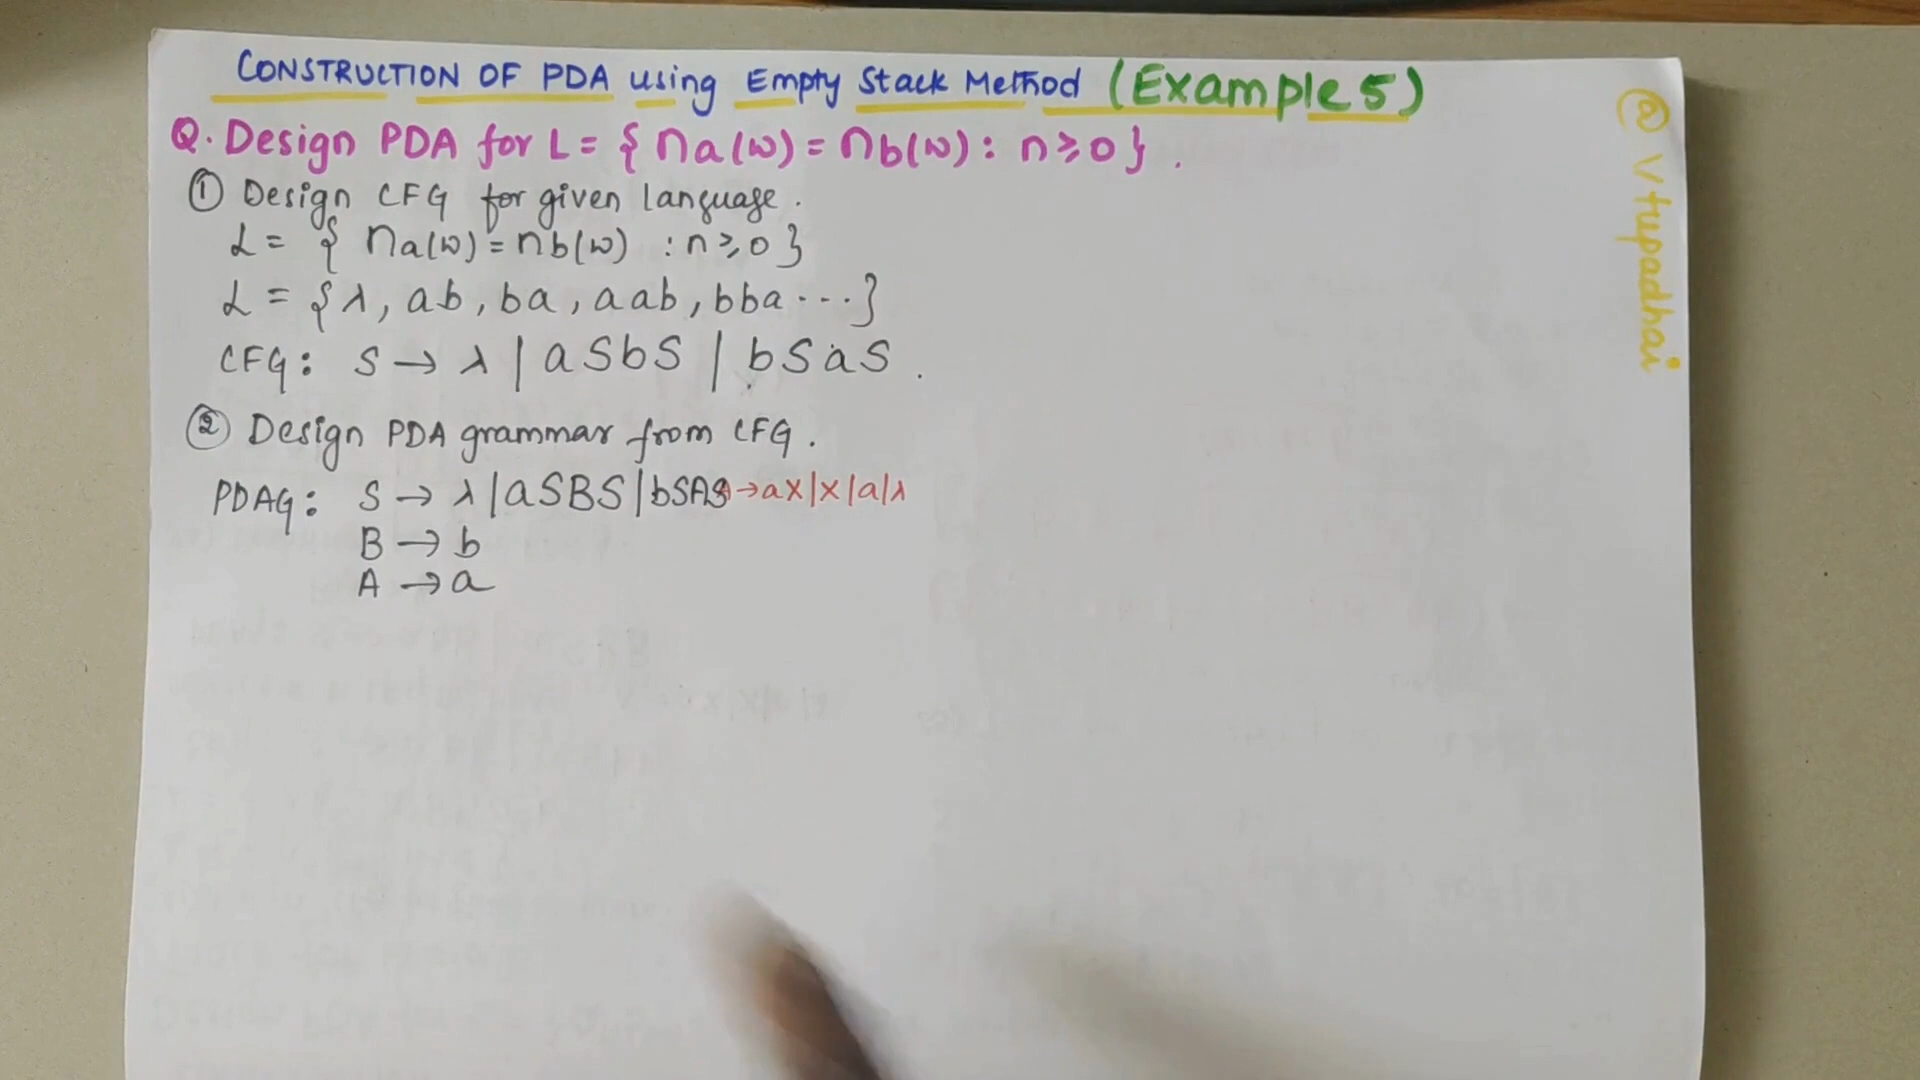 CONSTRUCTION OF PDA using Empty Stack Method (Example 5)
Q. Design PDA for L = { na(w) = nb(w) : n ≥ 0 } .
① Design CFG for given language .
L = { na(w) = nb(w) : n ≥ 0 }
L = { λ, ab, ba, aab, bba ... }
CFG : S → λ | aSbS | bSaS .
② Design PDA grammar from CFG .
PDAG : S → λ | aSBS | bSAS → aX|X|a|λ
B → b
A → a
@ Vtupadhai